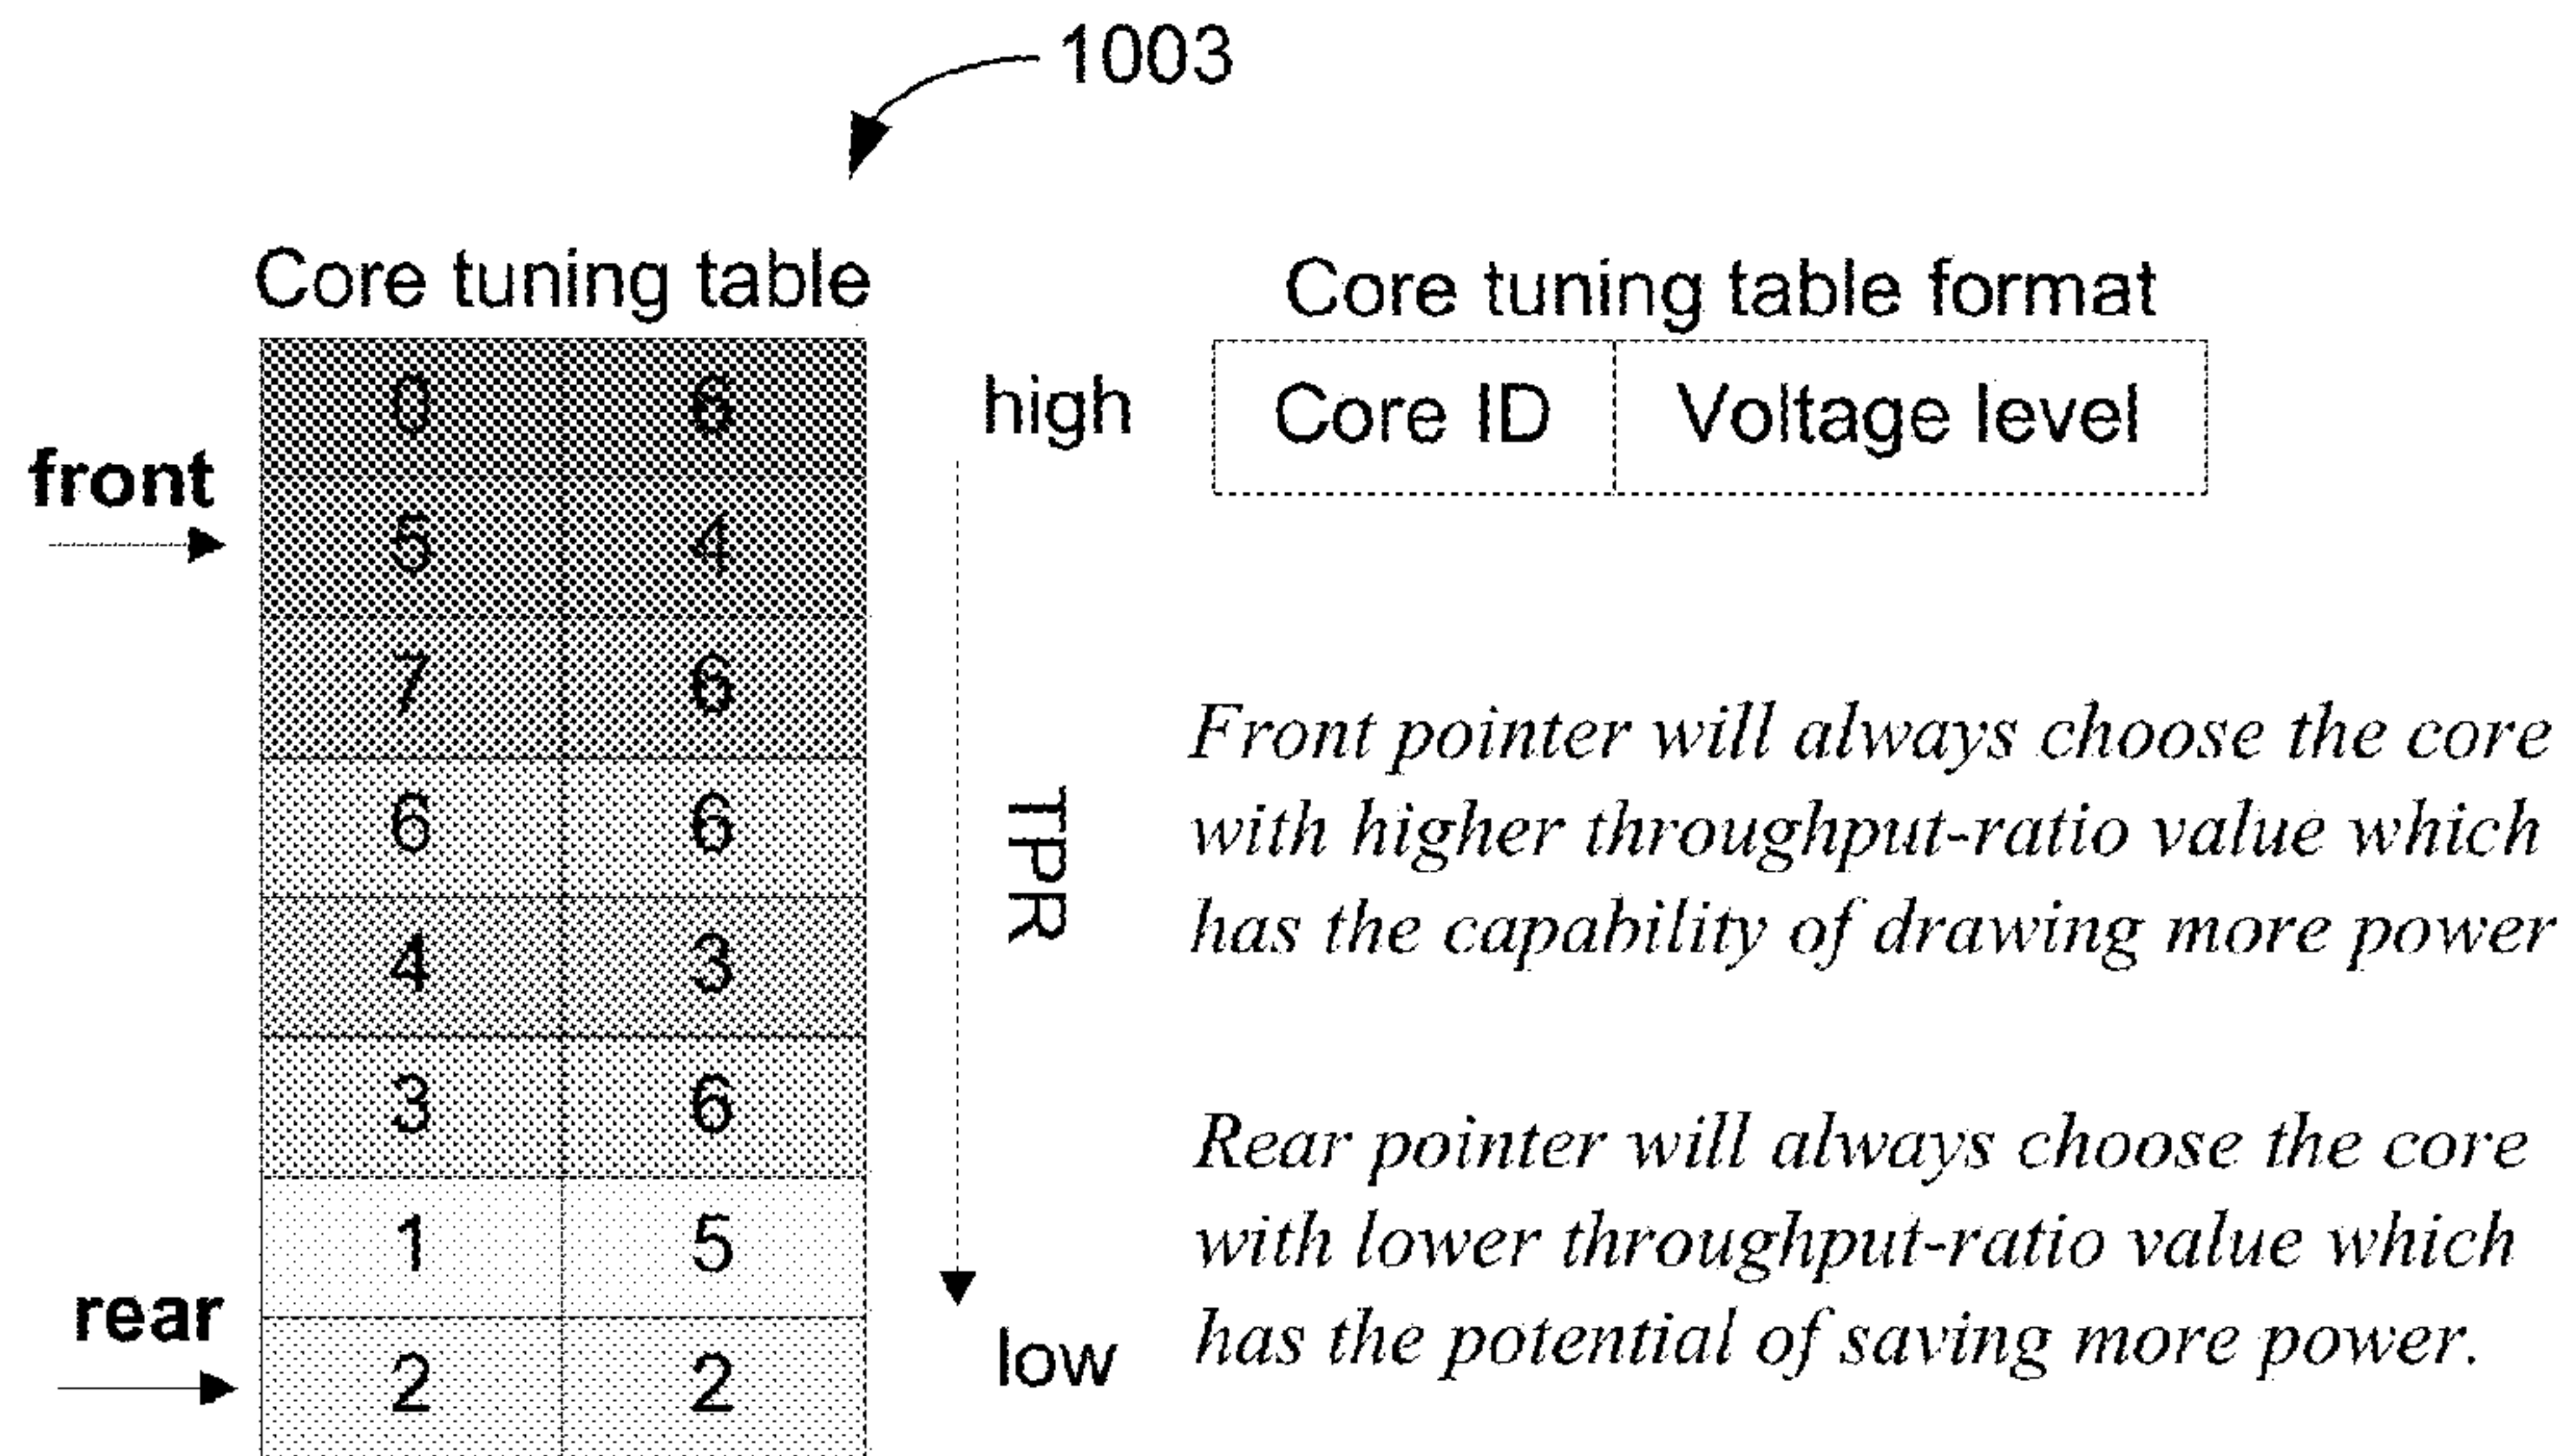 1003
Core tuning table
Core tuning table format
0 6
high
Core ID Voltage level
front
5 4
7 6
Front pointer will always choose the core
6 6
with higher throughput-ratio value which
TPR
has the capability of drawing more power
4 3
3 6
Rear pointer will always choose the core
1 5
with lower throughput-ratio value which
rear
has the potential of saving more power.
low
2 2